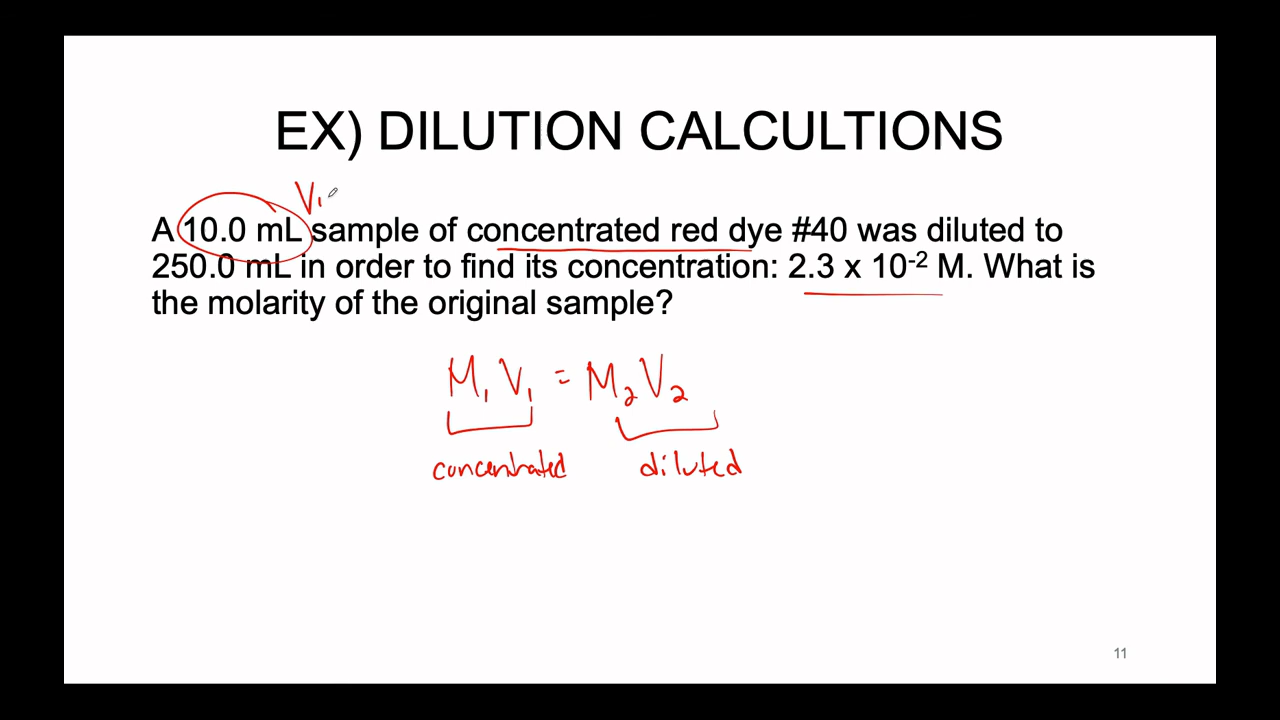 EX) DILUTION CALCULTIONS
V₁
A 10.0 mL sample of concentrated red dye #40 was diluted to
250.0 mL in order to find its concentration: 2.3 x 10⁻² M. What is
the molarity of the original sample?
M₁V₁ = M₂V₂
concentrated diluted
11